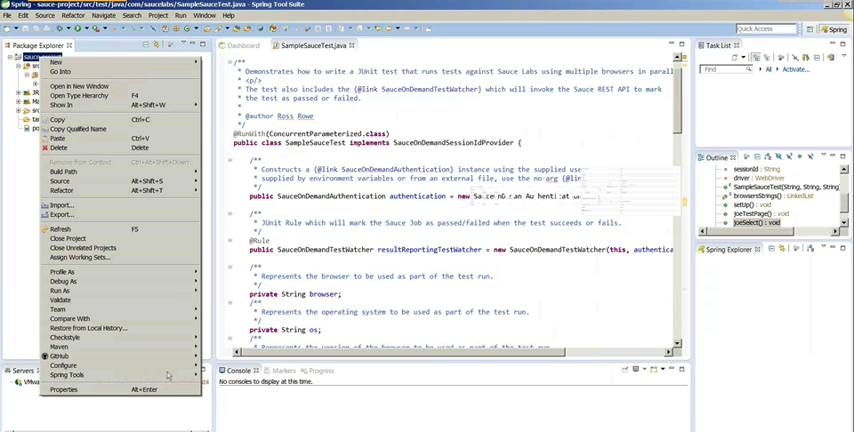 Spring - sauce-project/src/test/java/com/saucelabs/SampleSauceTest.java - Spring Tool Suite
File Edit Source Refactor Navigate Search Project Run Window Help
Quick Access
Spring
Package Explorer
New
Go Into
Open in New Window
Open Type Hierarchy F4
Show In Alt+Shift+W
Copy Ctrl+C
Copy Qualified Name
Paste Ctrl+V
Delete Delete
Remove from Context Ctrl+Alt+Shift+Down
Build Path
Source Alt+Shift+S
Refactor Alt+Shift+T
Import...
Export...
Refresh F5
Close Project
Close Unrelated Projects
Assign Working Sets...
Profile As
Debug As
Run As
Validate
Team
Compare With
Restore from Local History...
Checkstyle
Maven
GitHub
Configure
Spring Tools
Properties Alt+Enter
Servers
Dashboard
SampleSauceTest.java
/**
* Demonstrates how to write a JUnit test that runs tests against Sauce Labs using multiple browsers in parall
* <p/>
* The test also includes the {@link SauceOnDemandTestWatcher} which will invoke the Sauce REST API to mark
* the test as passed or failed.
*
* @author Ross Rowe
*/
@RunWith(ConcurrentParameterized.class)
public class SampleSauceTest implements SauceOnDemandSessionIdProvider {
/**
* Constructs a {@link SauceOnDemandAuthentication} instance using the supplied use
* supplied by environment variables or from an external file, use the no-arg {@lin
*/
public SauceOnDemandAuthentication authentication = new
/**
* JUnit Rule which will mark the Sauce Job as passed/failed when the test succeeds or fails.
*/
@Rule
public SauceOnDemandTestWatcher resultReportingTestWatcher = new SauceOnDemandTestWatcher(this, authentica
/**
* Represents the browser to be used as part of the test run.
*/
private String browser;
/**
* Represents the operating system to be used as part of the test run.
*/
private String os;
/**
Console Markers Progress
No consoles to display at this time.
Task List
Find All Activate...
Outline
sessionId
driver : WebDriver
SampleSauceTest(String, String, String)
browsersStrings() : LinkedList
setUp() : void
joeTestPage() : void
joeSelect() : void
Spring Explorer